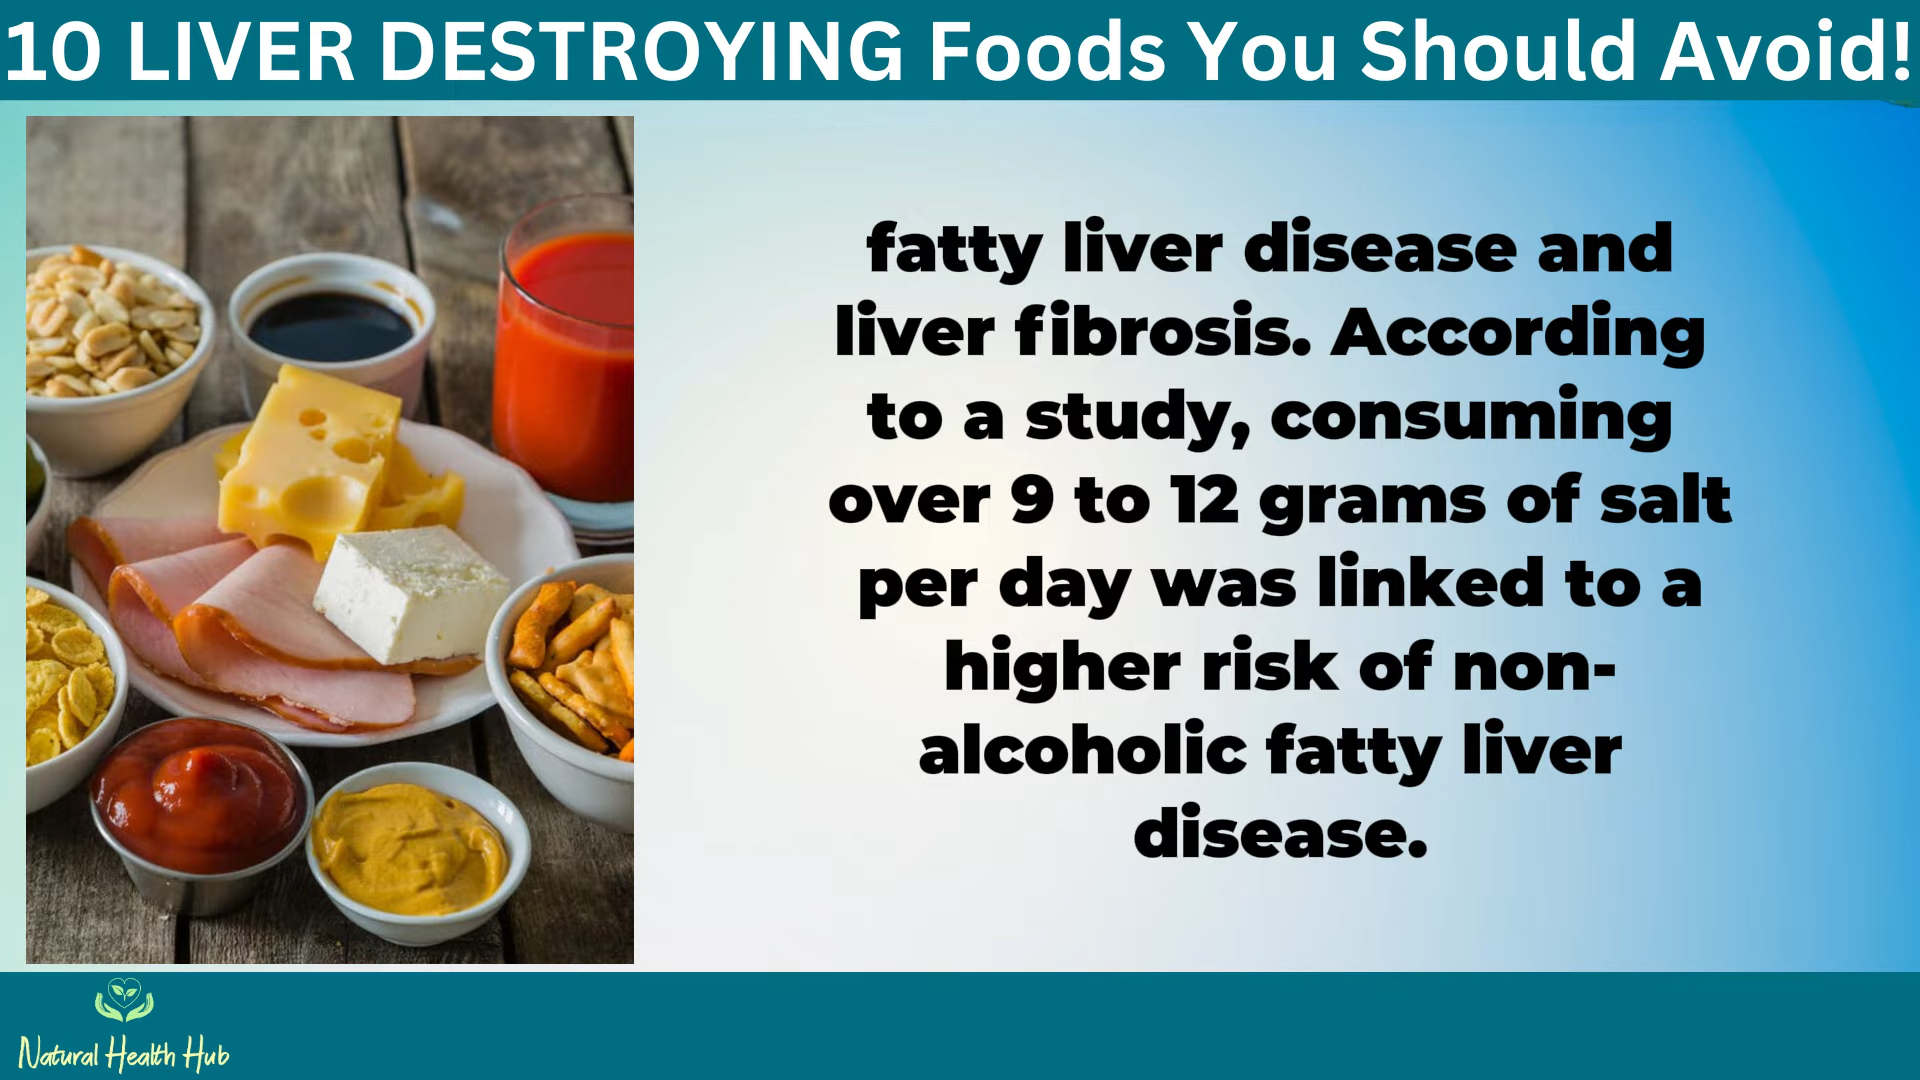 10 LIVER DESTROYING Foods You Should Avoid!
fatty liver disease and
liver fibrosis. According
to a study, consuming
over 9 to 12 grams of salt
per day was linked to a
higher risk of non-
alcoholic fatty liver
disease.
Natural Health Hub